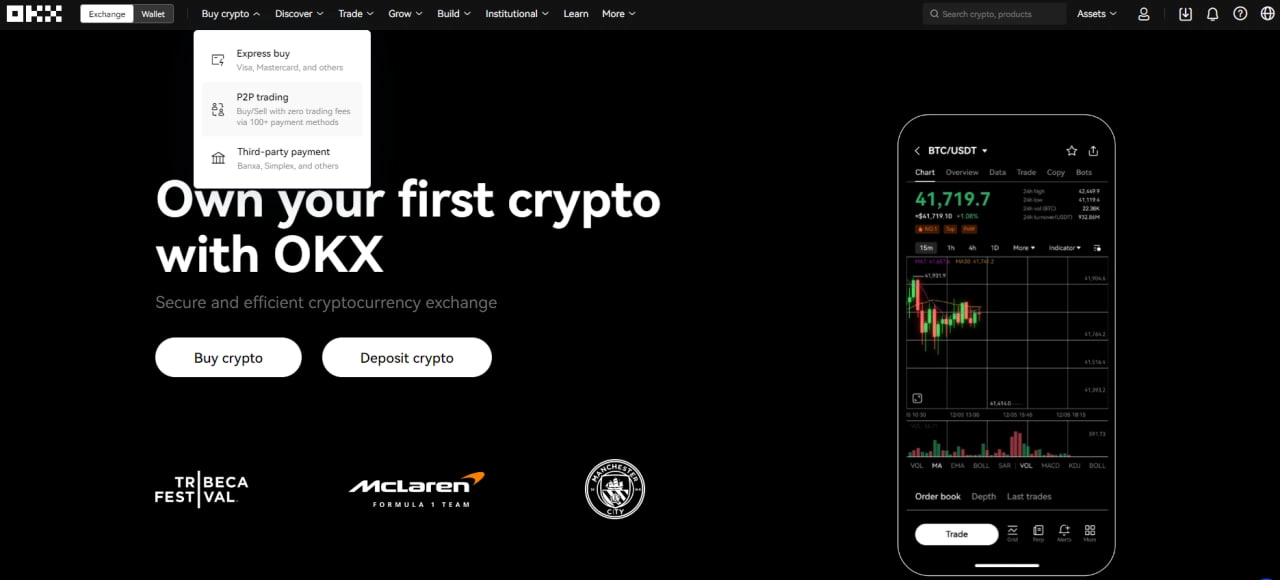 OKX
Exchange Wallet Buy crypto Discover Trade Grow Build Institutional Learn More Search crypto, products Assets
Express buy
Visa, Mastercard, and others
P2P trading
Buy/Sell with zero trading fees
via 100+ payment methods
Third-party payment
Banxa, Simplex, and others
Own your first crypto
with OKX
Secure and efficient cryptocurrency exchange
Buy crypto Deposit crypto
TRIBECA
FESTIVAL
McLaren
FORMULA 1 TEAM
MANCHESTER
CITY
BTC/USDT
Chart Overview Data Trade Copy Bots
41,719.7
≈$41,719.10 +1.08%
24h high 42,449.9
24h low 41,119.4
24h vol (BTC) 22.38K
24h turnover (USDT) 932.86M
NO.1 Top PoW
15m 1h 4h 1D More Indicator
41,931.9
41,904.6
41,764.2
41,516.4
41,393.2
41,414.0
12/05 13:00 12/05 15:45 12/05 18:15
591.73
VOL MA EMA BOLL SAR VOL MACD KDJ BOLL
Order book Depth Last trades
Trade
Grid Perp Alerts More